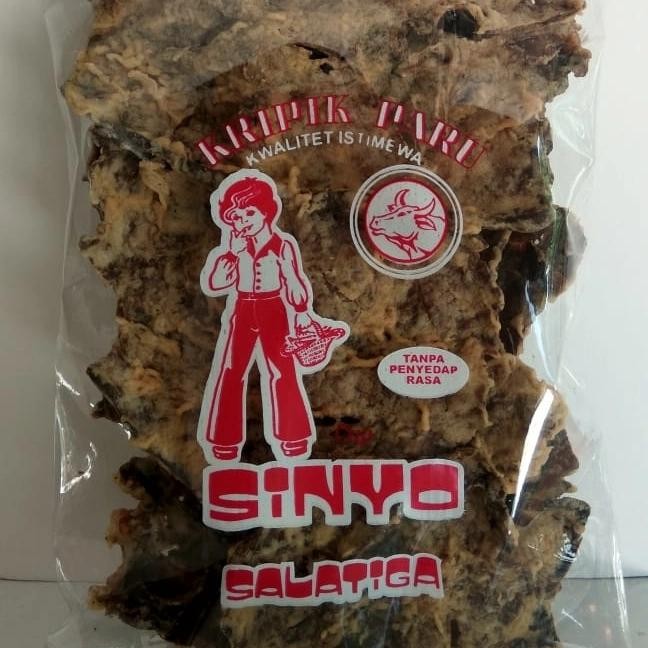 KRIPIK PARU
KWALITET ISTIMEWA
TANPA
PENYEDAP
RASA
SINYO
SALATIGA